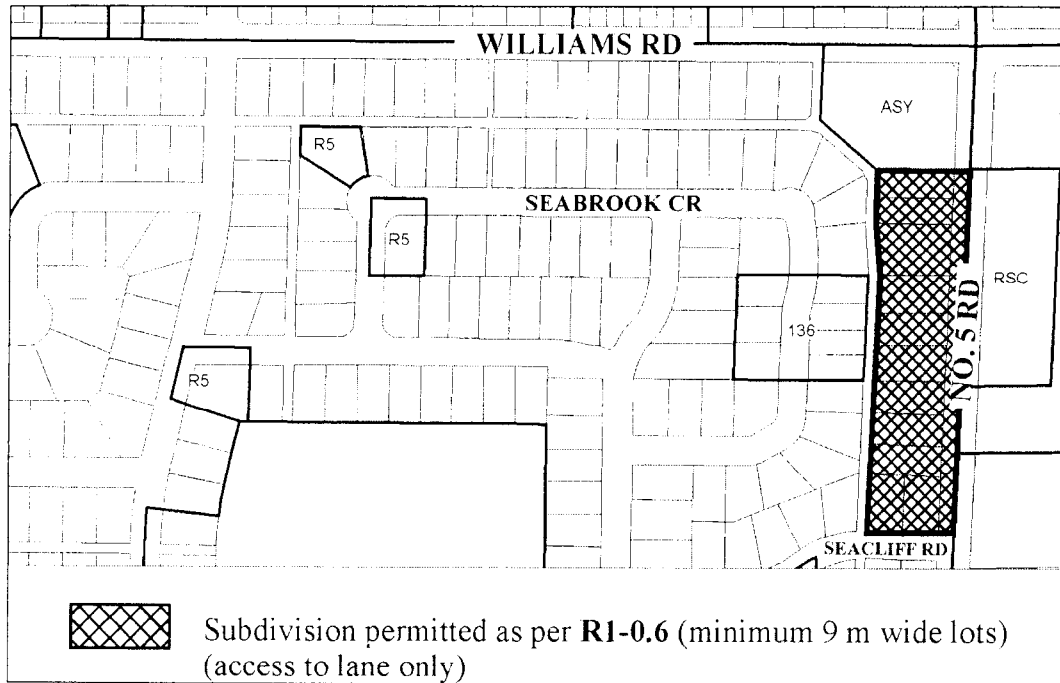 WILLIAMS RD
ASY
R5
SEABROOK CR
R5
RSC
136
NO. 5 RD
R5
SEACLIFF RD
Subdivision permitted as per R1-0.6 (minimum 9 m wide lots)
(access to lane only)